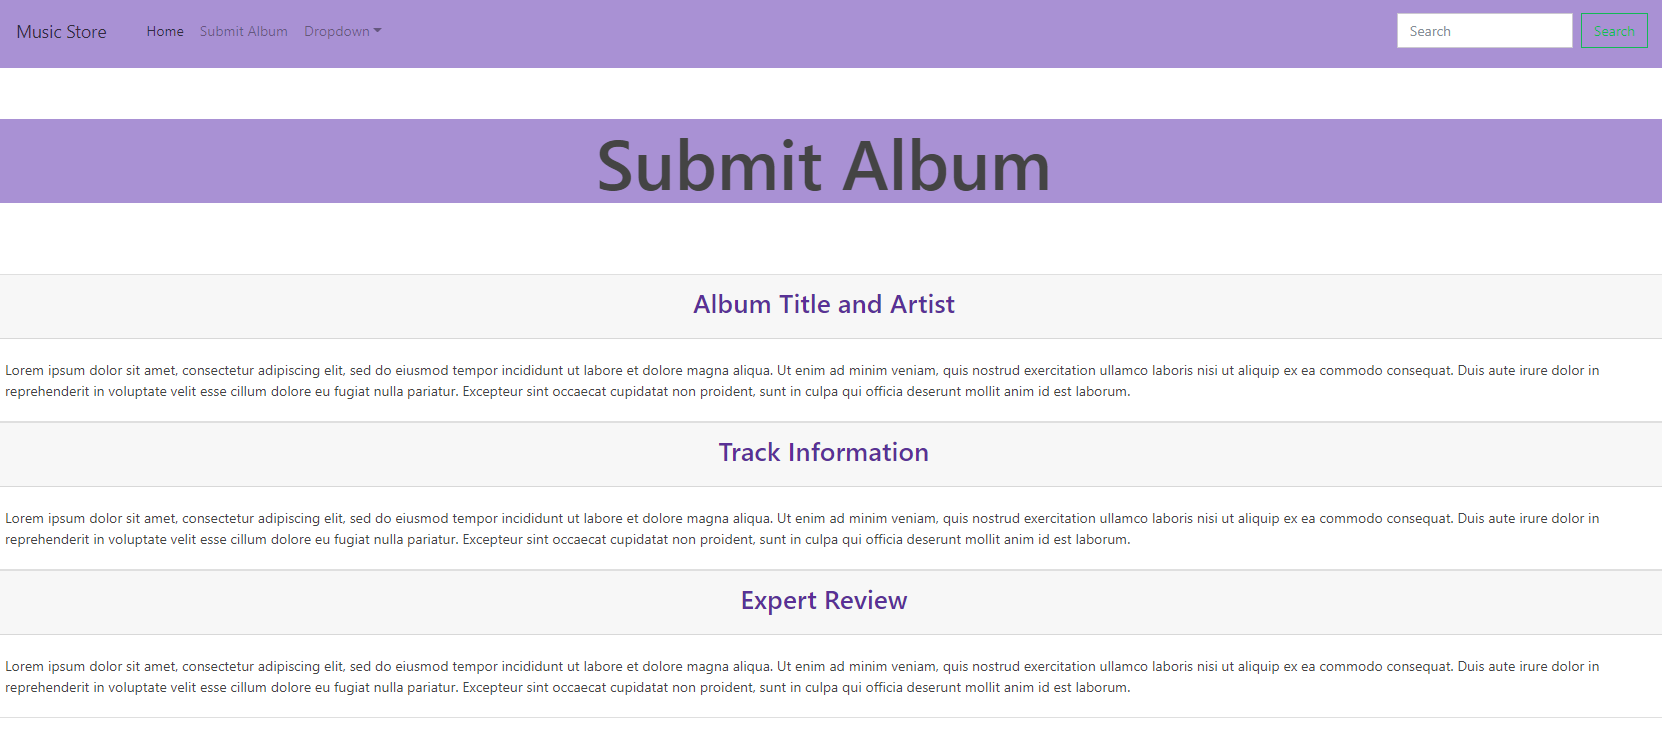 Music Store Home Submit Album Dropdown Search Search
Submit Album
Album Title and Artist
Lorem ipsum dolor sit amet, consectetur adipiscing elit, sed do eiusmod tempor incididunt ut labore et dolore magna aliqua. Ut enim ad minim veniam, quis nostrud exercitation ullamco laboris nisi ut aliquip ex ea commodo consequat. Duis aute irure dolor in
reprehenderit in voluptate velit esse cillum dolore eu fugiat nulla pariatur. Excepteur sint occaecat cupidatat non proident, sunt in culpa qui officia deserunt mollit anim id est laborum.
Track Information
Lorem ipsum dolor sit amet, consectetur adipiscing elit, sed do eiusmod tempor incididunt ut labore et dolore magna aliqua. Ut enim ad minim veniam, quis nostrud exercitation ullamco laboris nisi ut aliquip ex ea commodo consequat. Duis aute irure dolor in
reprehenderit in voluptate velit esse cillum dolore eu fugiat nulla pariatur. Excepteur sint occaecat cupidatat non proident, sunt in culpa qui officia deserunt mollit anim id est laborum.
Expert Review
Lorem ipsum dolor sit amet, consectetur adipiscing elit, sed do eiusmod tempor incididunt ut labore et dolore magna aliqua. Ut enim ad minim veniam, quis nostrud exercitation ullamco laboris nisi ut aliquip ex ea commodo consequat. Duis aute irure dolor in
reprehenderit in voluptate velit esse cillum dolore eu fugiat nulla pariatur. Excepteur sint occaecat cupidatat non proident, sunt in culpa qui officia deserunt mollit anim id est laborum.